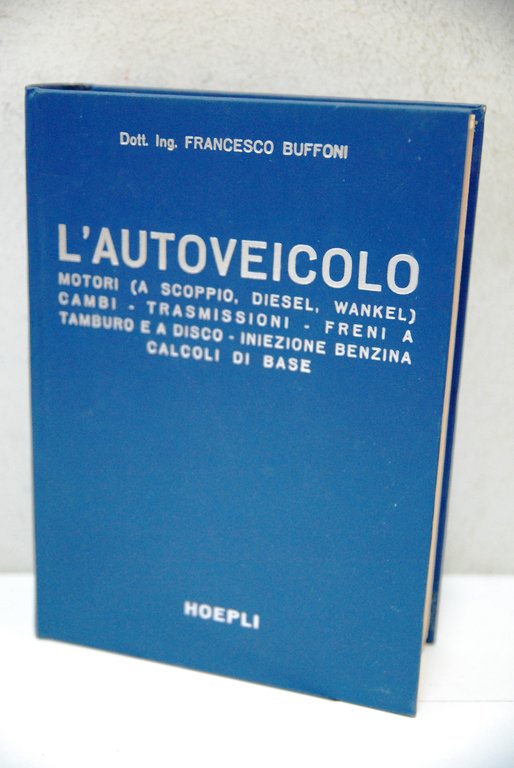 Dott. Ing. FRANCESCO BUFFONI
L'AUTOVEICOLO
MOTORI (A SCOPPIO, DIESEL, WANKEL)
CAMBI - TRASMISSIONI - FRENI A
TAMBURO E A DISCO - INIEZIONE BENZINA
CALCOLI DI BASE
HOEPLI